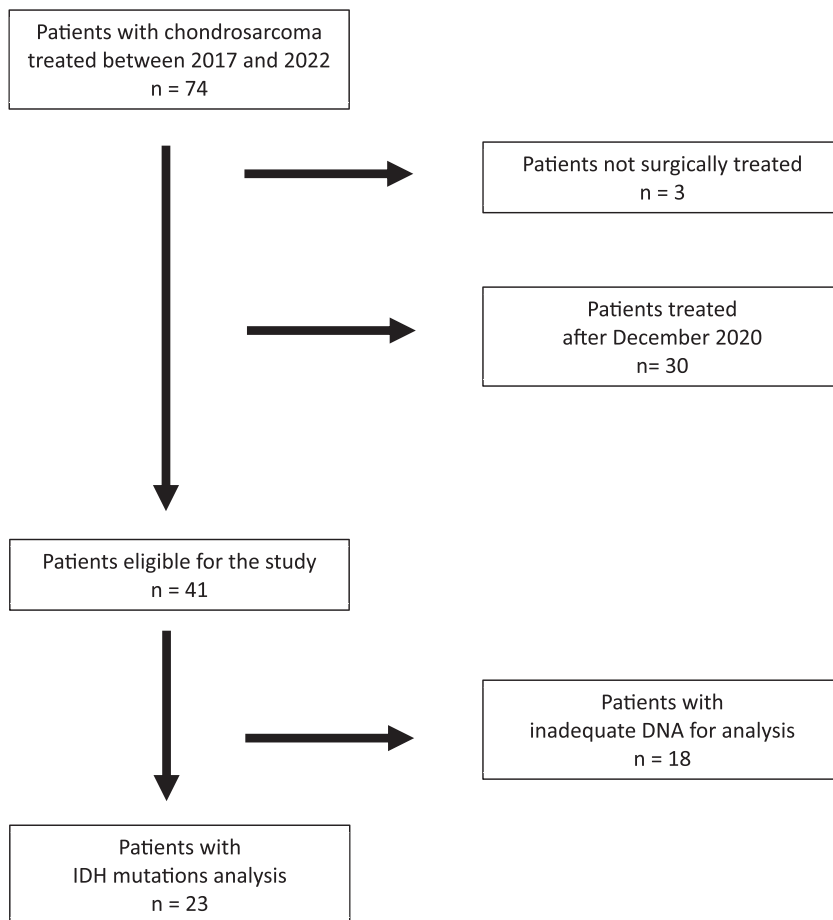 Patients with chondrosarcoma
treated between 2017 and 2022
n = 74
Patients not surgically treated
n = 3
Patients treated
after December 2020
n= 30
Patients eligible for the study
n = 41
Patients with
inadequate DNA for analysis
n = 18
Patients with
IDH mutations analysis
n = 23